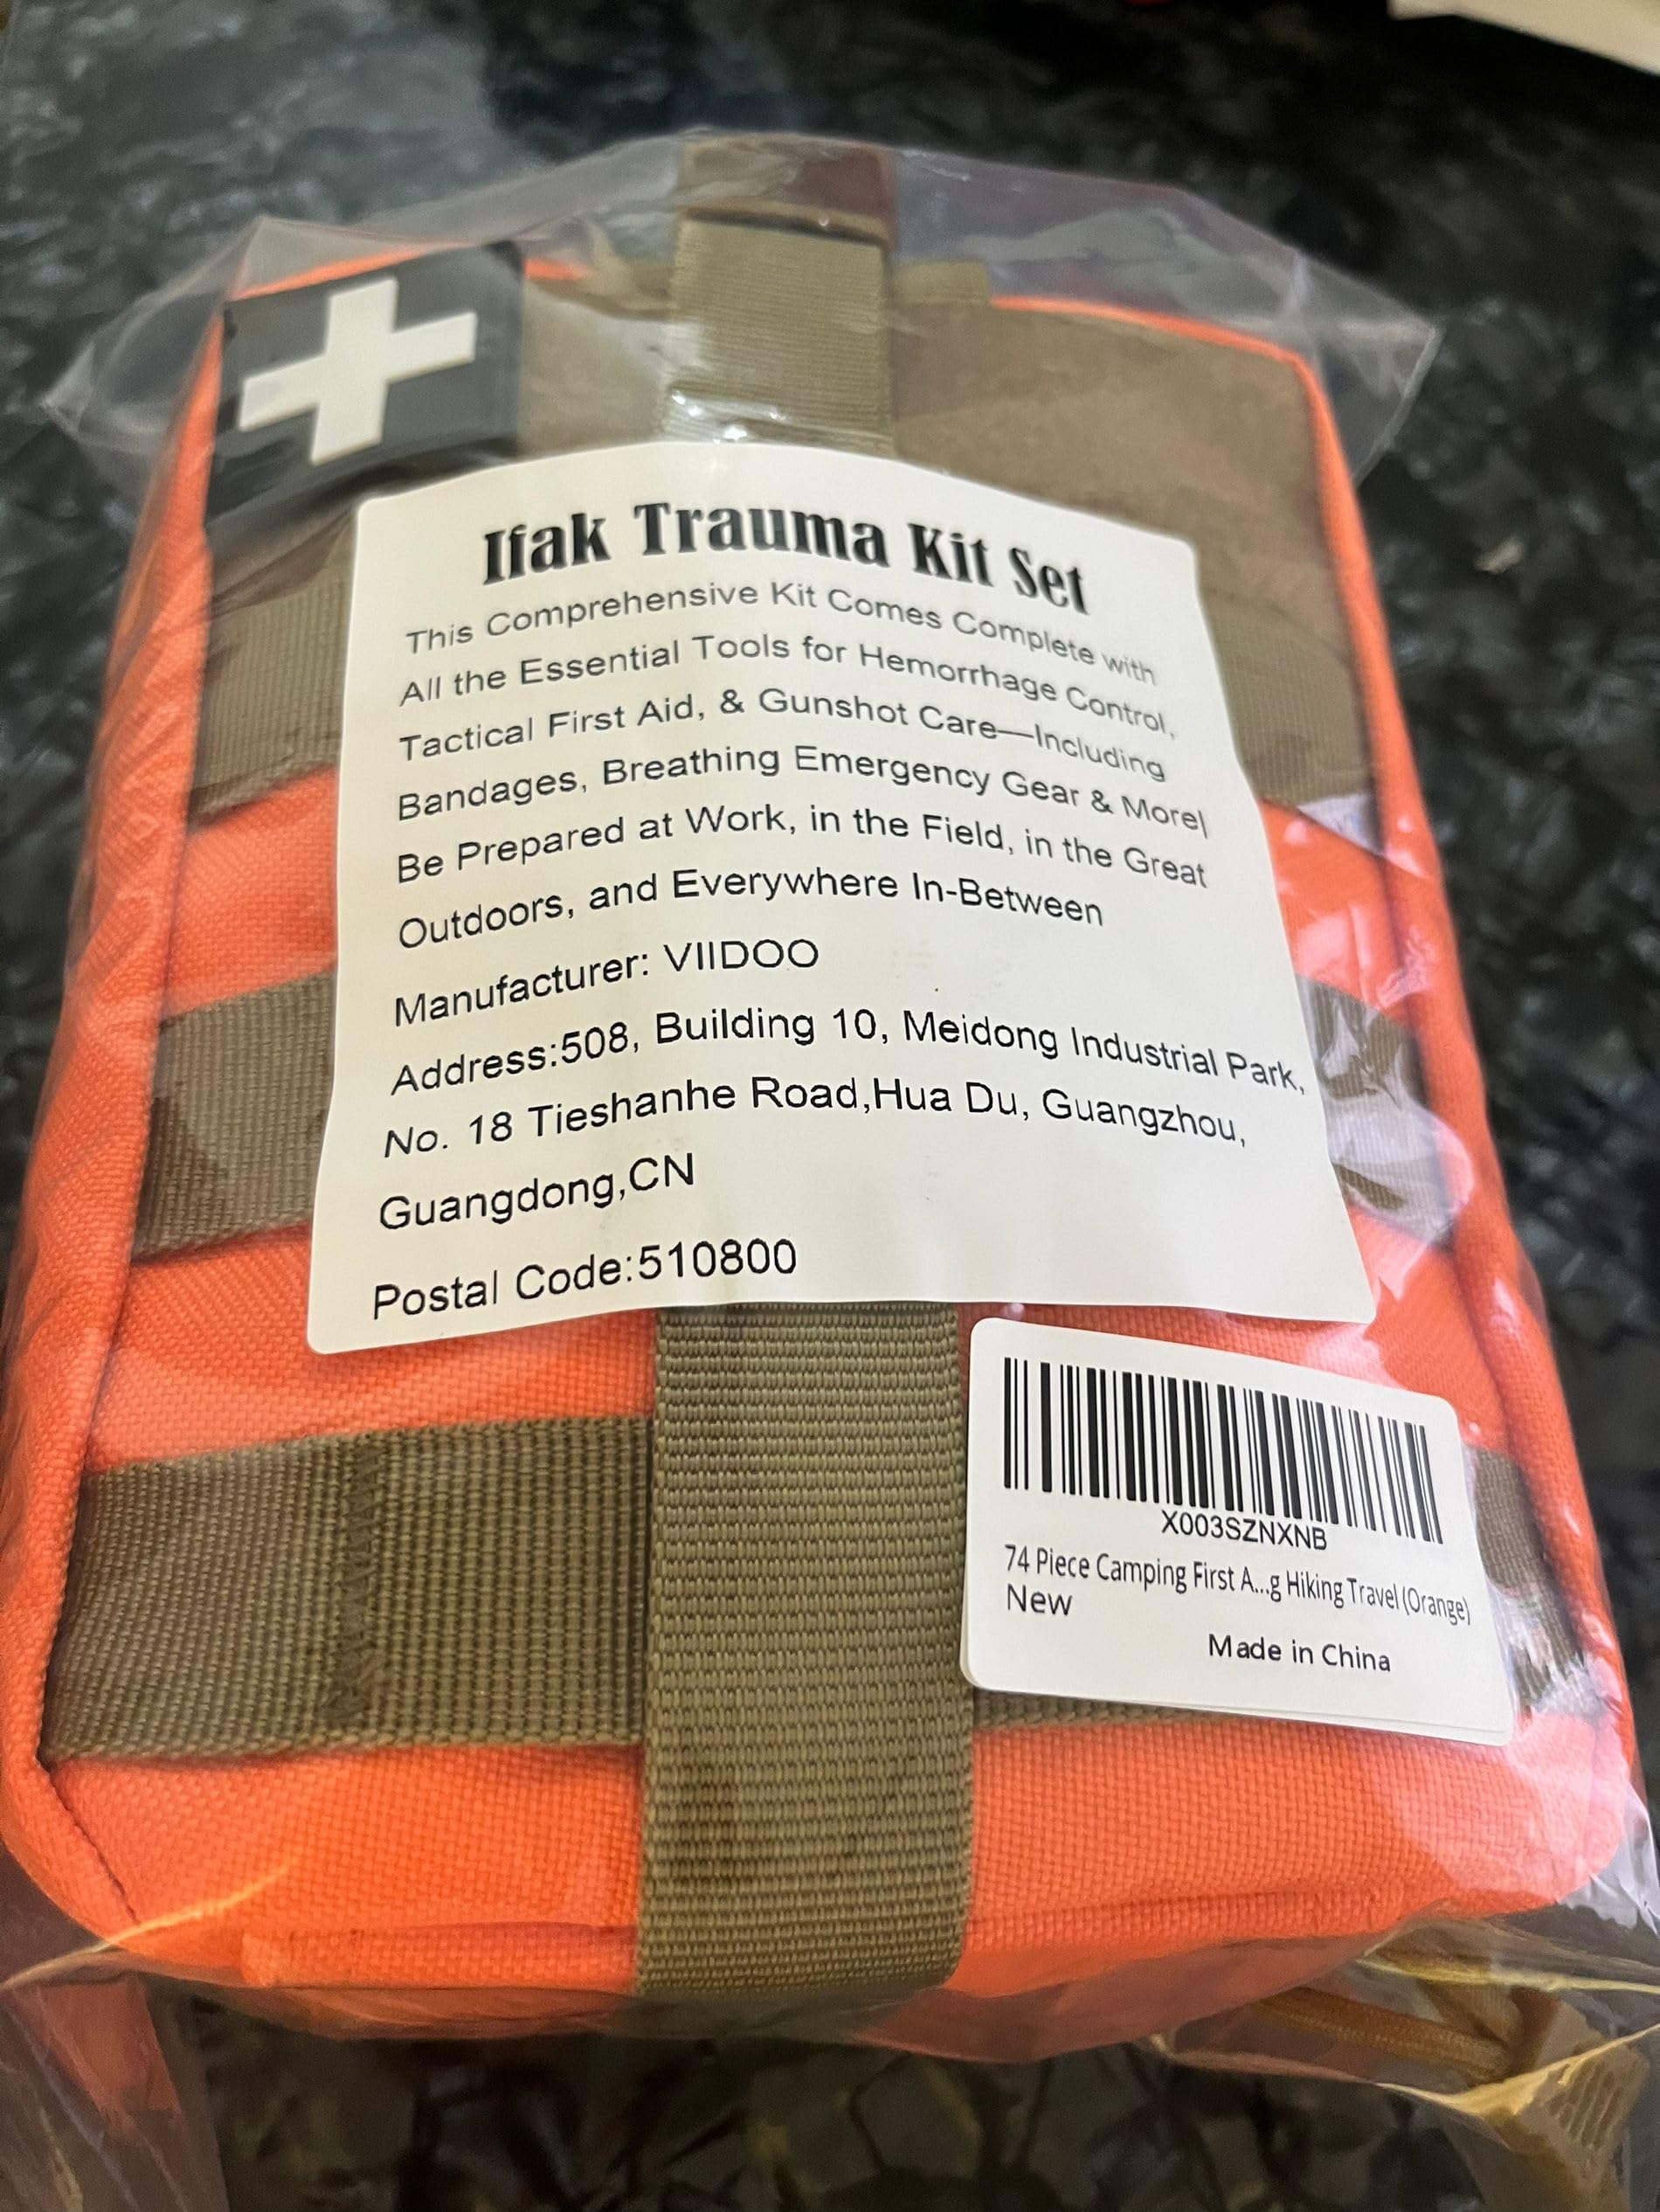 Ifak Trauma Kit Set
This Comprehensive Kit Comes Complete with
All the Essential Tools for Hemorrhage Control,
Tactical First Aid, & Gunshot Care—Including
Bandages, Breathing Emergency Gear & More|
Be Prepared at Work, in the Field, in the Great
Outdoors, and Everywhere In-Between
Manufacturer: VIIDOO
Address:508, Building 10, Meidong Industrial Park,
No. 18 Tieshanhe Road,Hua Du, Guangzhou,
Guangdong,CN
Postal Code:510800
X003SZNXNB
74 Piece Camping First A...g Hiking Travel (Orange)
New
Made in China